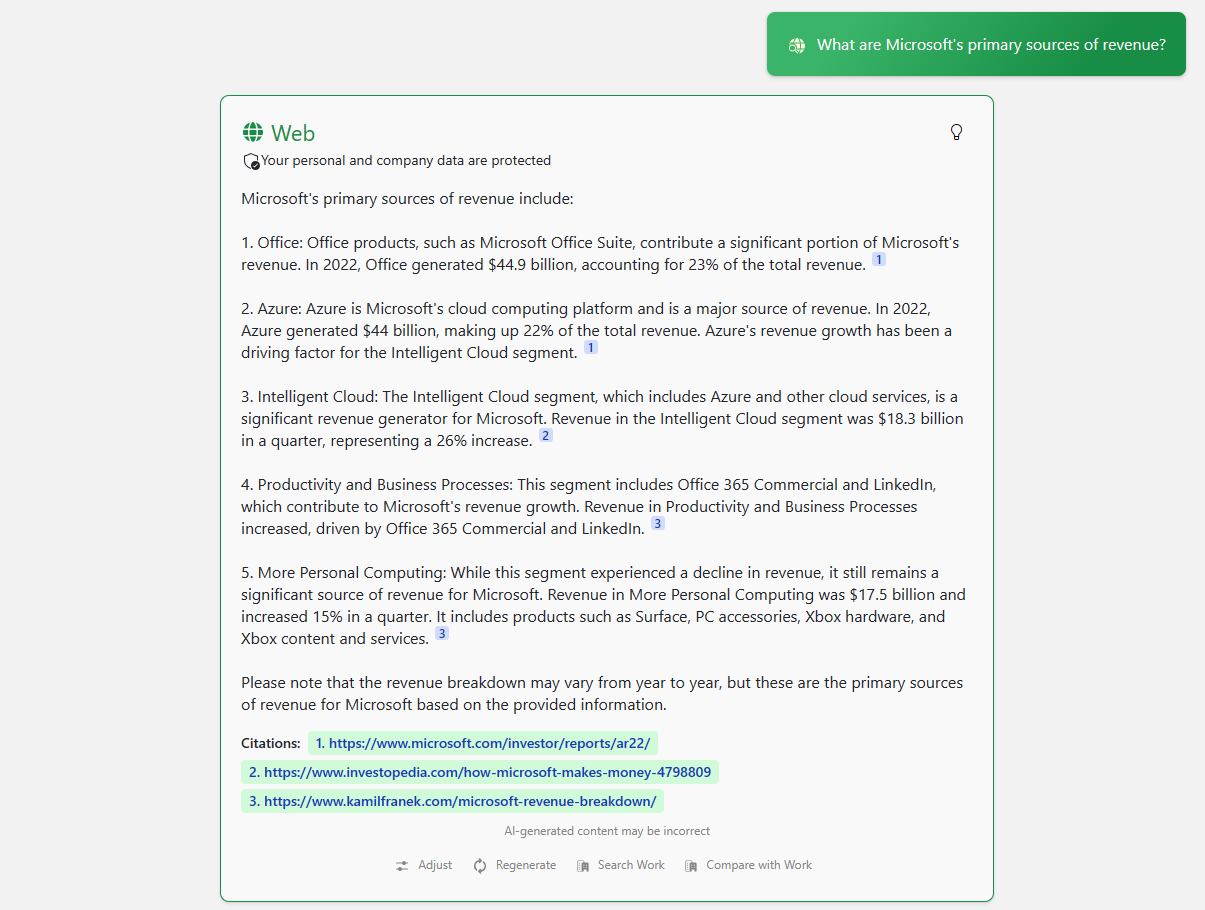 What are Microsoft's primary sources of revenue?
Web
Your personal and company data are protected
Microsoft's primary sources of revenue include:
1. Office: Office products, such as Microsoft Office Suite, contribute a significant portion of Microsoft's
revenue. In 2022, Office generated $44.9 billion, accounting for 23% of the total revenue. 1
2. Azure: Azure is Microsoft's cloud computing platform and is a major source of revenue. In 2022,
Azure generated $44 billion, making up 22% of the total revenue. Azure's revenue growth has been a
driving factor for the Intelligent Cloud segment. 1
3. Intelligent Cloud: The Intelligent Cloud segment, which includes Azure and other cloud services, is a
significant revenue generator for Microsoft. Revenue in the Intelligent Cloud segment was $18.3 billion
in a quarter, representing a 26% increase. 2
4. Productivity and Business Processes: This segment includes Office 365 Commercial and LinkedIn,
which contribute to Microsoft's revenue growth. Revenue in Productivity and Business Processes
increased, driven by Office 365 Commercial and LinkedIn. 3
5. More Personal Computing: While this segment experienced a decline in revenue, it still remains a
significant source of revenue for Microsoft. Revenue in More Personal Computing was $17.5 billion and
increased 15% in a quarter. It includes products such as Surface, PC accessories, Xbox hardware, and
Xbox content and services. 3
Please note that the revenue breakdown may vary from year to year, but these are the primary sources
of revenue for Microsoft based on the provided information.
Citations: 1. https://www.microsoft.com/investor/reports/ar22/
2. https://www.investopedia.com/how-microsoft-makes-money-4798809
3. https://www.kamilfranek.com/microsoft-revenue-breakdown/
AI-generated content may be incorrect
Adjust Regenerate Search Work Compare with Work